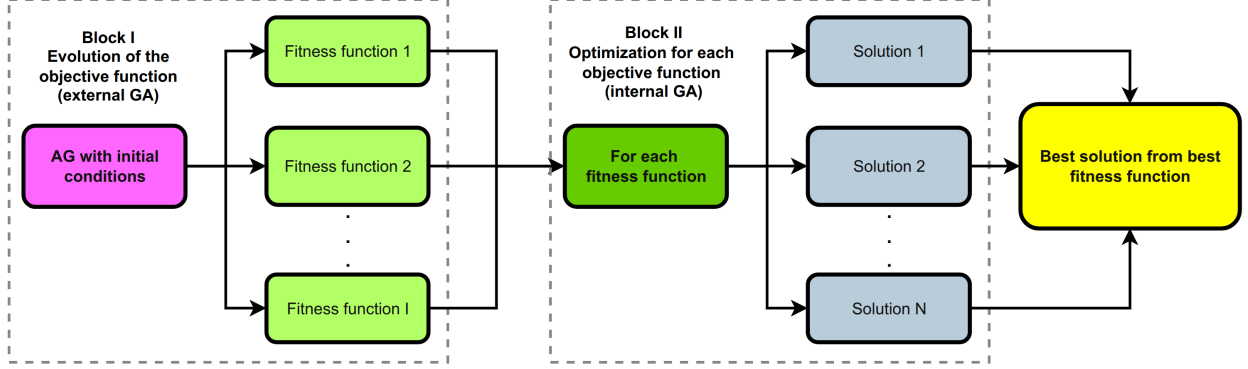 Block I
Evolution of the
objective function
(external GA)
AG with initial
conditions
Fitness function 1
Fitness function 2
.
.
.
Fitness function I
Block II
Optimization for each
objective function
(internal GA)
For each
fitness function
Solution 1
Solution 2
.
.
.
Solution N
Best solution from best
fitness function